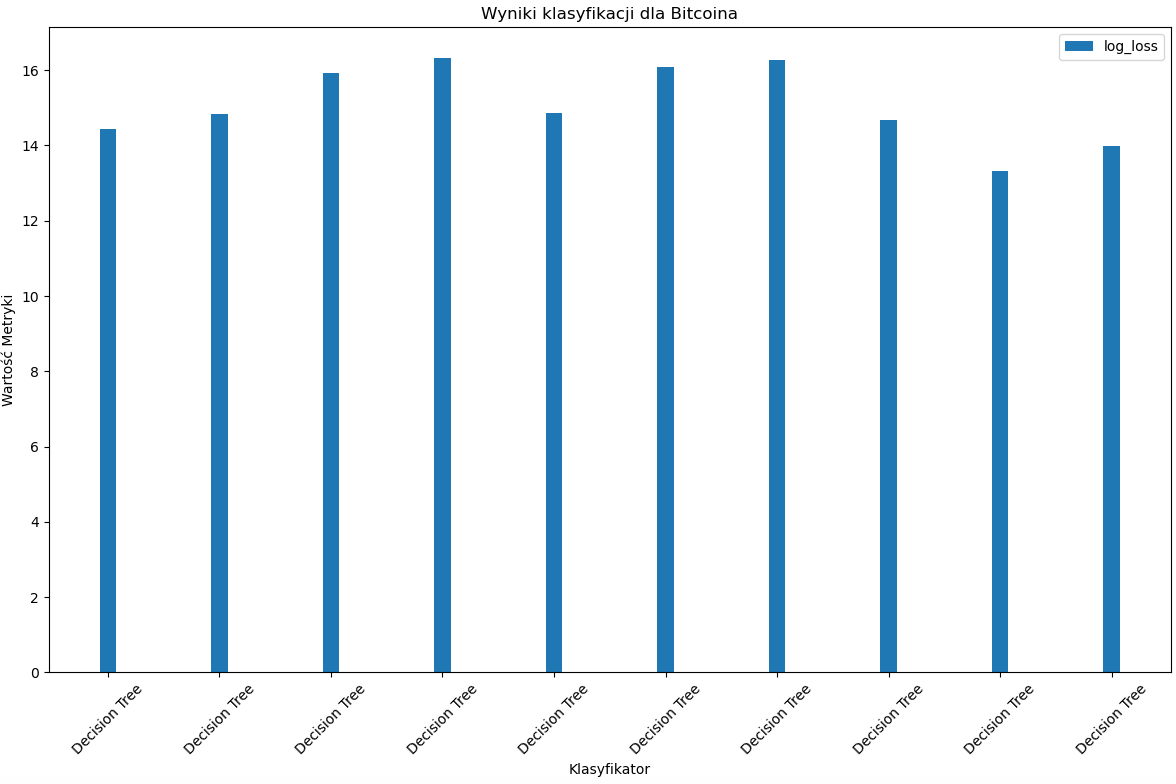 Wyniki klasyfikacji dla Bitcoina
log_loss
Wartość Metryki
16
14
12
10
8
6
4
2
0
Decision Tree
Decision Tree
Decision Tree
Decision Tree
Decision Tree
Decision Tree
Decision Tree
Decision Tree
Decision Tree
Decision Tree
Klasyfikator